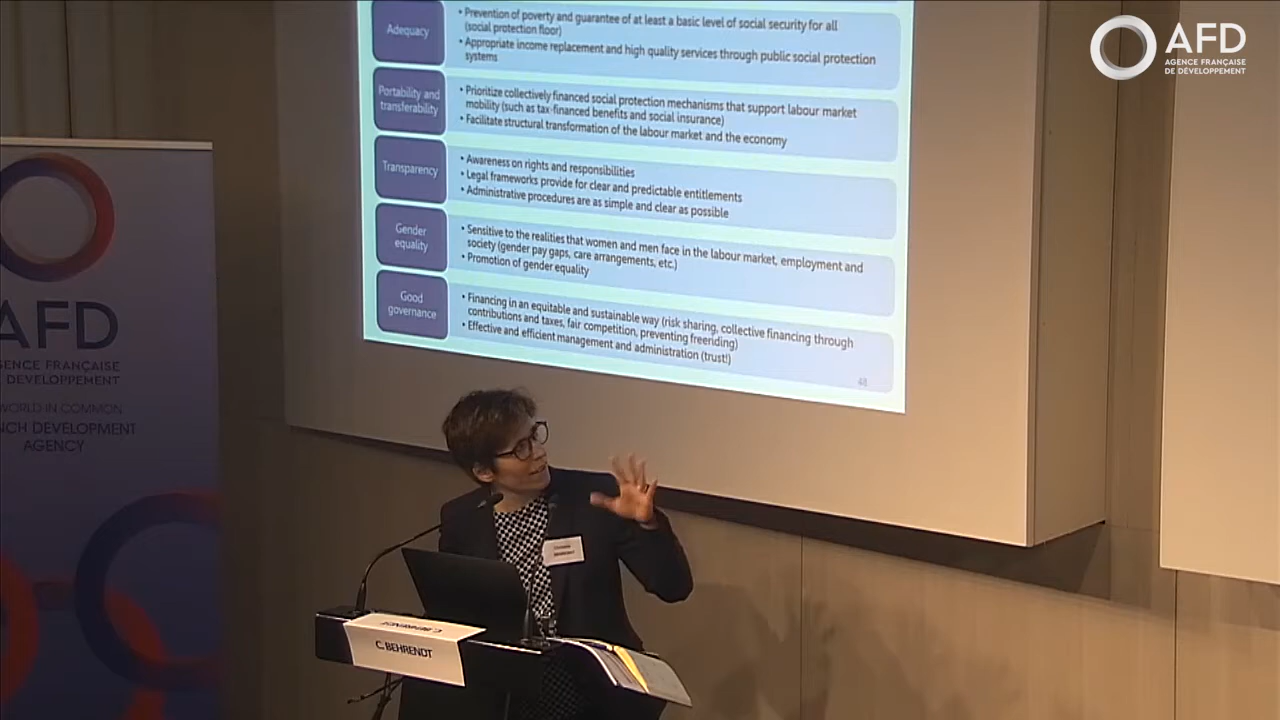 Adequacy
• Prevention of poverty and guarantee of at least a basic level of social security for all
(social protection floor)
• Appropriate income replacement and high quality services through public social protection
systems
Portability and
transferability
• Prioritize collectively financed social protection mechanisms that support labour market
mobility (such as tax-financed benefits and social insurance)
• Facilitate structural transformation of the labour market and the economy
Transparency
• Awareness on rights and responsibilities
• Legal frameworks provide for clear and predictable entitlements
• Administrative procedures are as simple and clear as possible
Gender
equality
• Sensitive to the realities that women and men face in the labour market, employment and
society (gender pay gaps, care arrangements, etc.)
• Promotion of gender equality
Good
governance
• Financing in an equitable and sustainable way (risk sharing, collective financing through
contributions and taxes, fair competition, preventing freeriding)
• Effective and efficient management and administration (trust!)
48
AFD
AGENCE FRANÇAISE
DE DÉVELOPPEMENT
AFD
GENCE FRANÇAISE
DÉVELOPPEMENT
WORLD IN COMMON
NCH DEVELOPMENT
AGENCY
BEHRENDT
C. BEHRENDT
C. BEHRENDT